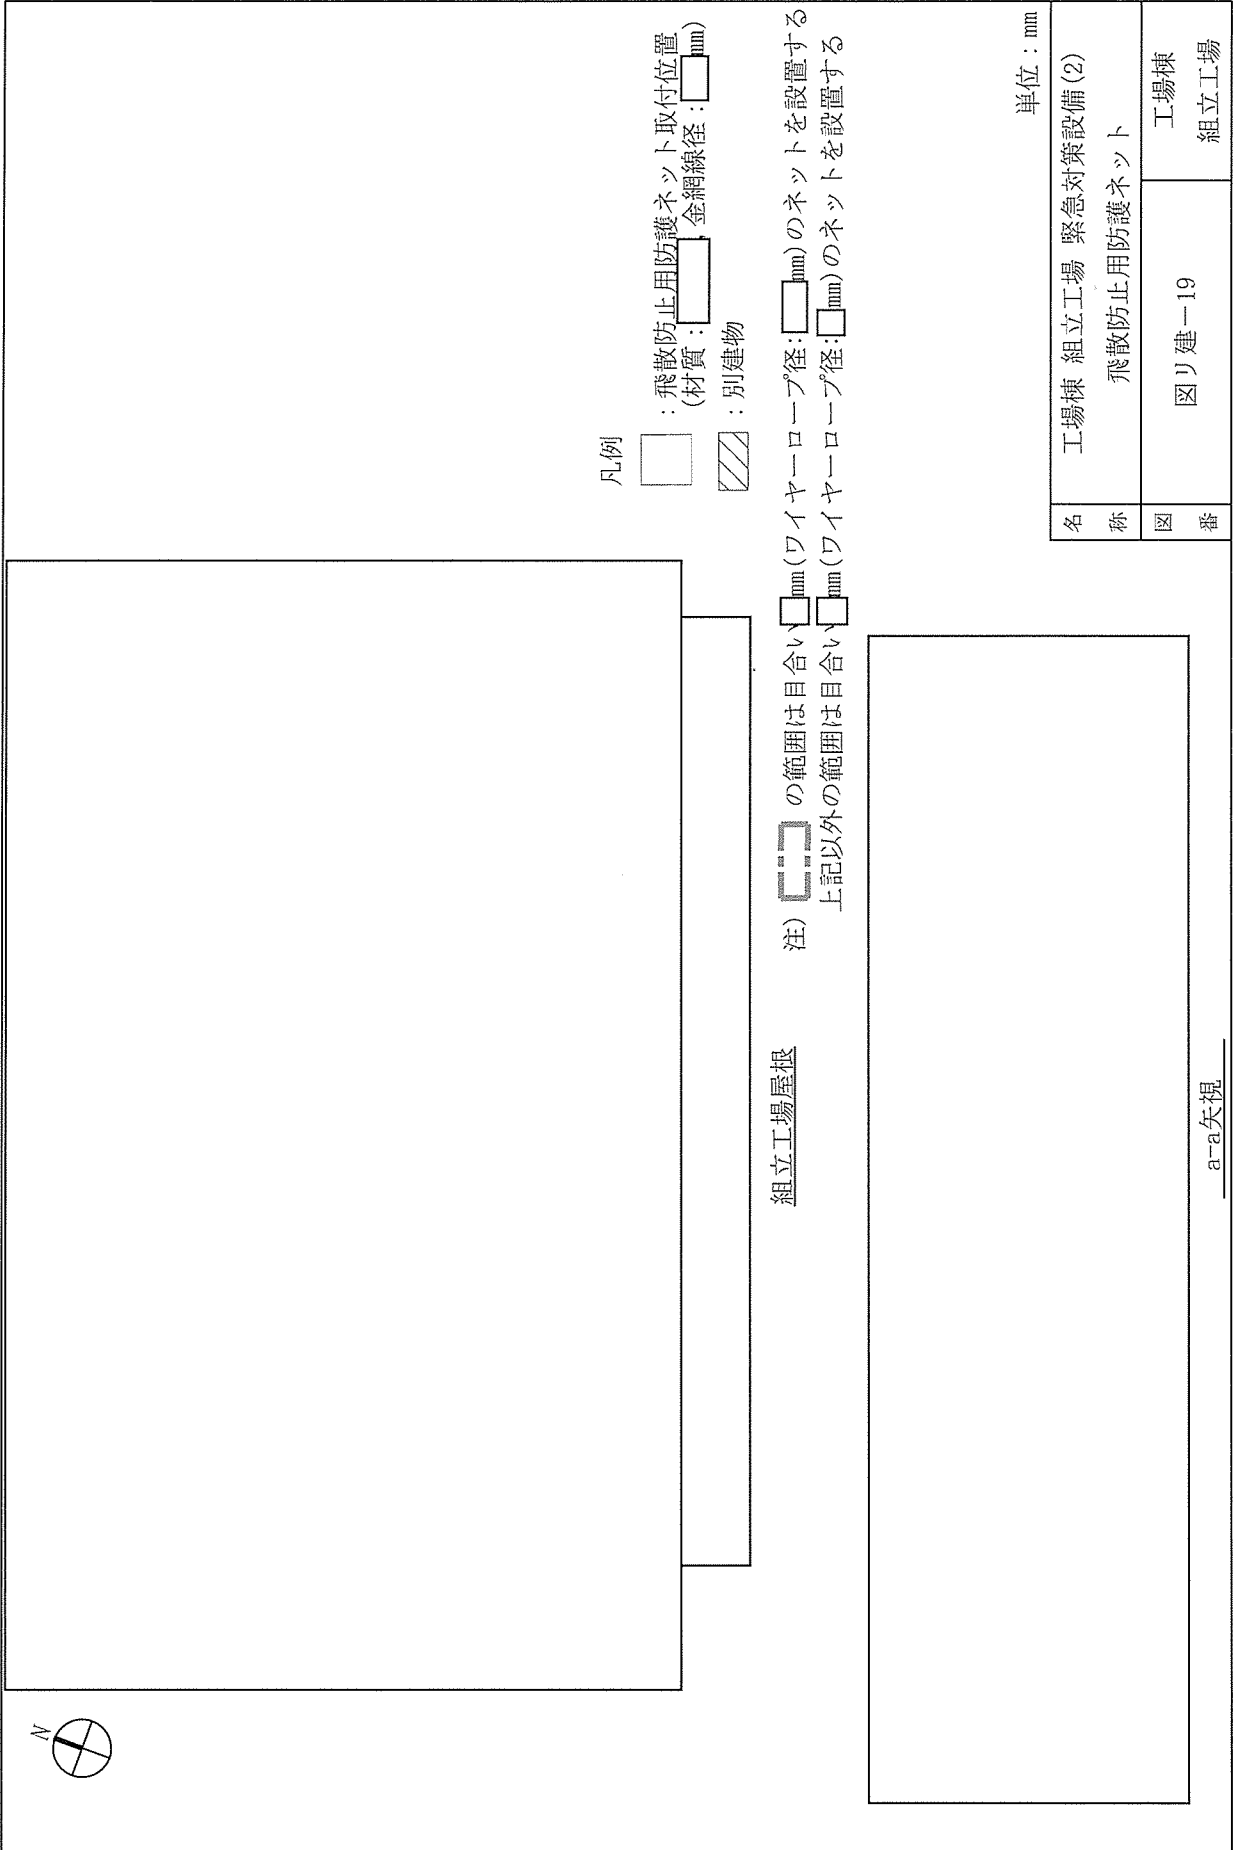 N
組立工場屋根
凡例
：飛散防止用防護ネット取付位置
(材質： 金網線径： mm)
：別建物
注) の範囲は目合い mm(ワイヤーロープ径： mm)のネットを設置する
上記以外の範囲は目合い mm(ワイヤーロープ径： mm)のネットを設置する
a-a矢視
単位：mm
名称 工場棟 組立工場 緊急対策設備(2)
飛散防止用防護ネット
図番 図リ建－19 工場棟
組立工場